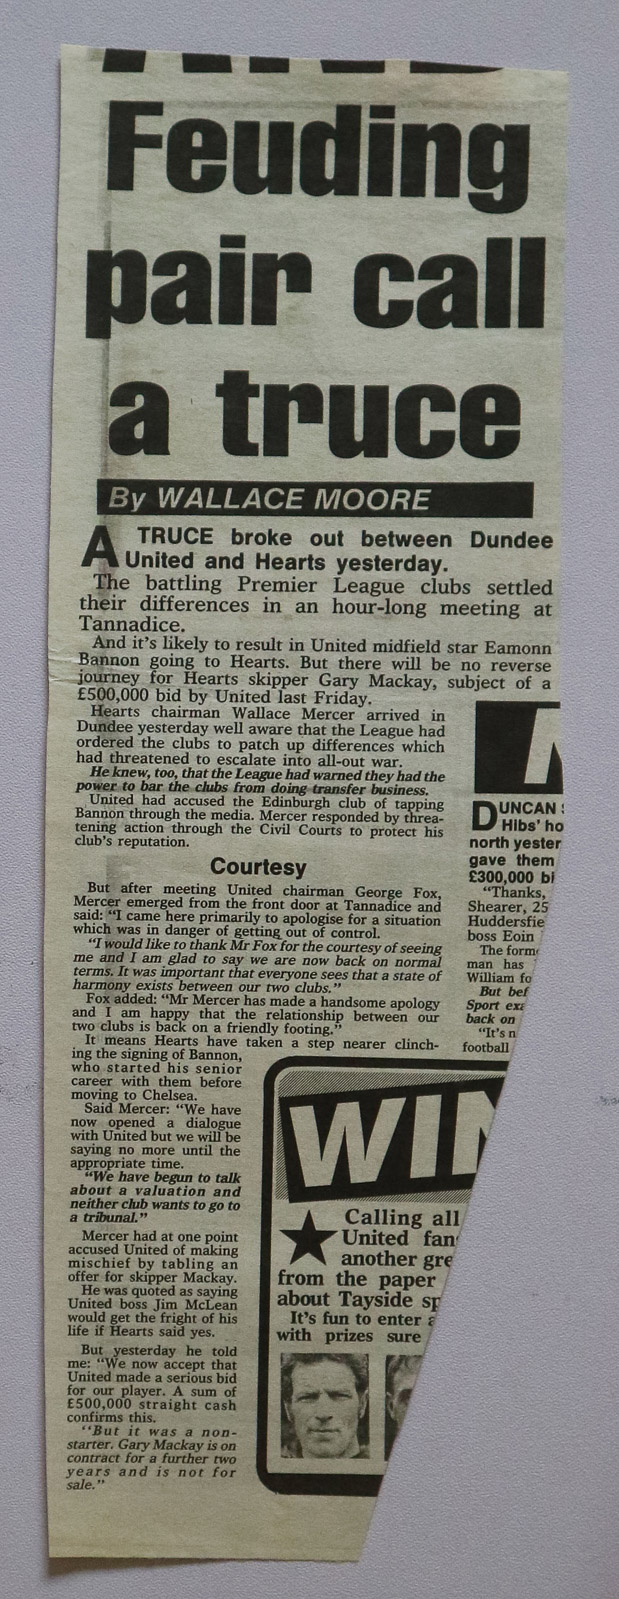 Feuding
pair call
a truce
By WALLACE MOORE
A TRUCE broke out between Dundee
United and Hearts yesterday.
The battling Premier League clubs settled
their differences in an hour-long meeting at
Tannadice.
And it's likely to result in United midfield star Eamonn
Bannon going to Hearts. But there will be no reverse
journey for Hearts skipper Gary Mackay, subject of a
£500,000 bid by United last Friday.
Hearts chairman Wallace Mercer arrived in
Dundee yesterday well aware that the League had
ordered the clubs to patch up differences which
had threatened to escalate into all-out war.
He knew, too, that the League had warned they had the
power to bar the clubs from doing transfer business.
United had accused the Edinburgh club of tapping
Bannon through the media. Mercer responded by threa-
tening action through the Civil Courts to protect his
club's reputation.
Courtesy
But after meeting United chairman George Fox,
Mercer emerged from the front door at Tannadice and
said: "I came here primarily to apologise for a situation
which was in danger of getting out of control.
"I would like to thank Mr Fox for the courtesy of seeing
me and I am glad to say we are now back on normal
terms. It was important that everyone sees that a state of
harmony exists between our two clubs."
Fox added: "Mr Mercer has made a handsome apology
and I am happy that the relationship between our
two clubs is back on a friendly footing."
It means Hearts have taken a step nearer clinch-
ing the signing of Bannon,
who started his senior
career with them before
moving to Chelsea.
Said Mercer: "We have
now opened a dialogue
with United but we will be
saying no more until the
appropriate time.
"We have begun to talk
about a valuation and
neither club wants to go to
a tribunal."
Mercer had at one point
accused United of making
mischief by tabling an
offer for skipper Mackay.
He was quoted as saying
United boss Jim McLean
would get the fright of his
life if Hearts said yes.
But yesterday he told
me: "We now accept that
United made a serious bid
for our player. A sum of
£500,000 straight cash
confirms this.
"But it was a non-
starter. Gary Mackay is on
contract for a further two
years and is not for
sale."
DUNCAN
Hibs' ho
north yester
gave them
£300,000 bi
"Thanks,
Shearer, 25
Huddersfie
boss Eoin
The form
man has
William fo
But bef
Sport exa
back on
"It's n
football
WIN
Calling all
United fan
another gre
from the paper
about Tayside sp
It's fun to enter
with prizes sure